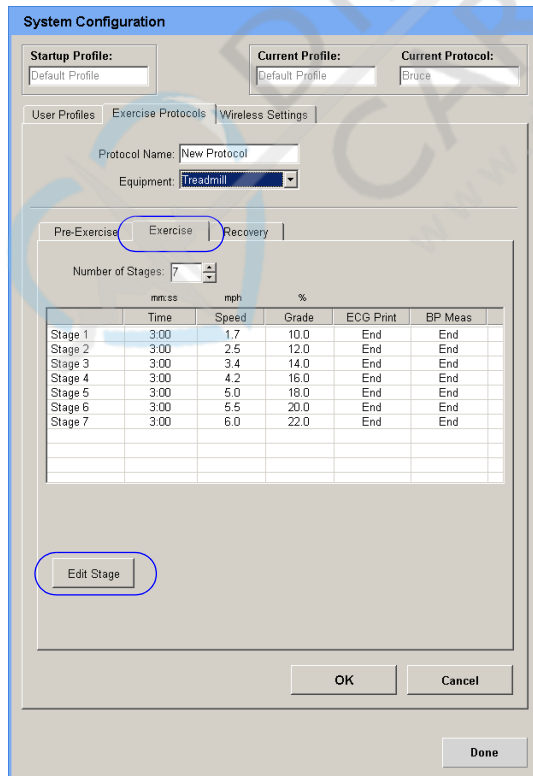 System Configuration
Startup Profile: Current Profile: Current Protocol:
Default Profile Default Profile Bruce
User Profiles Exercise Protocols Wireless Settings
Protocol Name: New Protocol
Equipment: Treadmill
Pre-Exercise Exercise Recovery
Number of Stages: 7
mm:ss mph %
Time Speed Grade ECG Print BP Meas
Stage 1 3:00 1.7 10.0 End End
Stage 2 3:00 2.5 12.0 End End
Stage 3 3:00 3.4 14.0 End End
Stage 4 3:00 4.2 16.0 End End
Stage 5 3:00 5.0 18.0 End End
Stage 6 3:00 5.5 20.0 End End
Stage 7 3:00 6.0 22.0 End End
Edit Stage
OK Cancel
Done